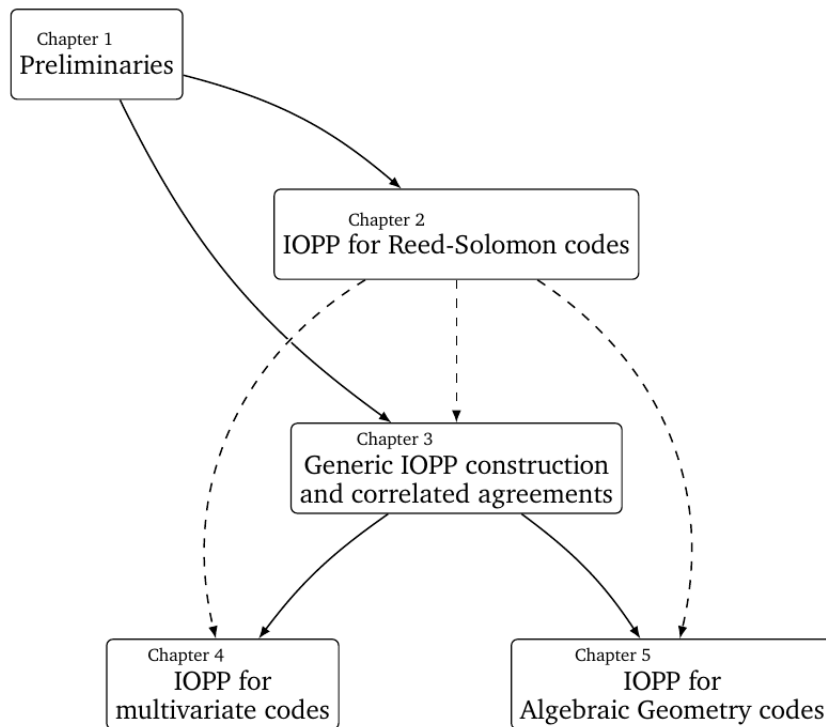 Chapter 1
Preliminaries
Chapter 2
IOPP for Reed-Solomon codes
Chapter 3
Generic IOPP construction
and correlated agreements
Chapter 4
IOPP for
multivariate codes
Chapter 5
IOPP for
Algebraic Geometry codes